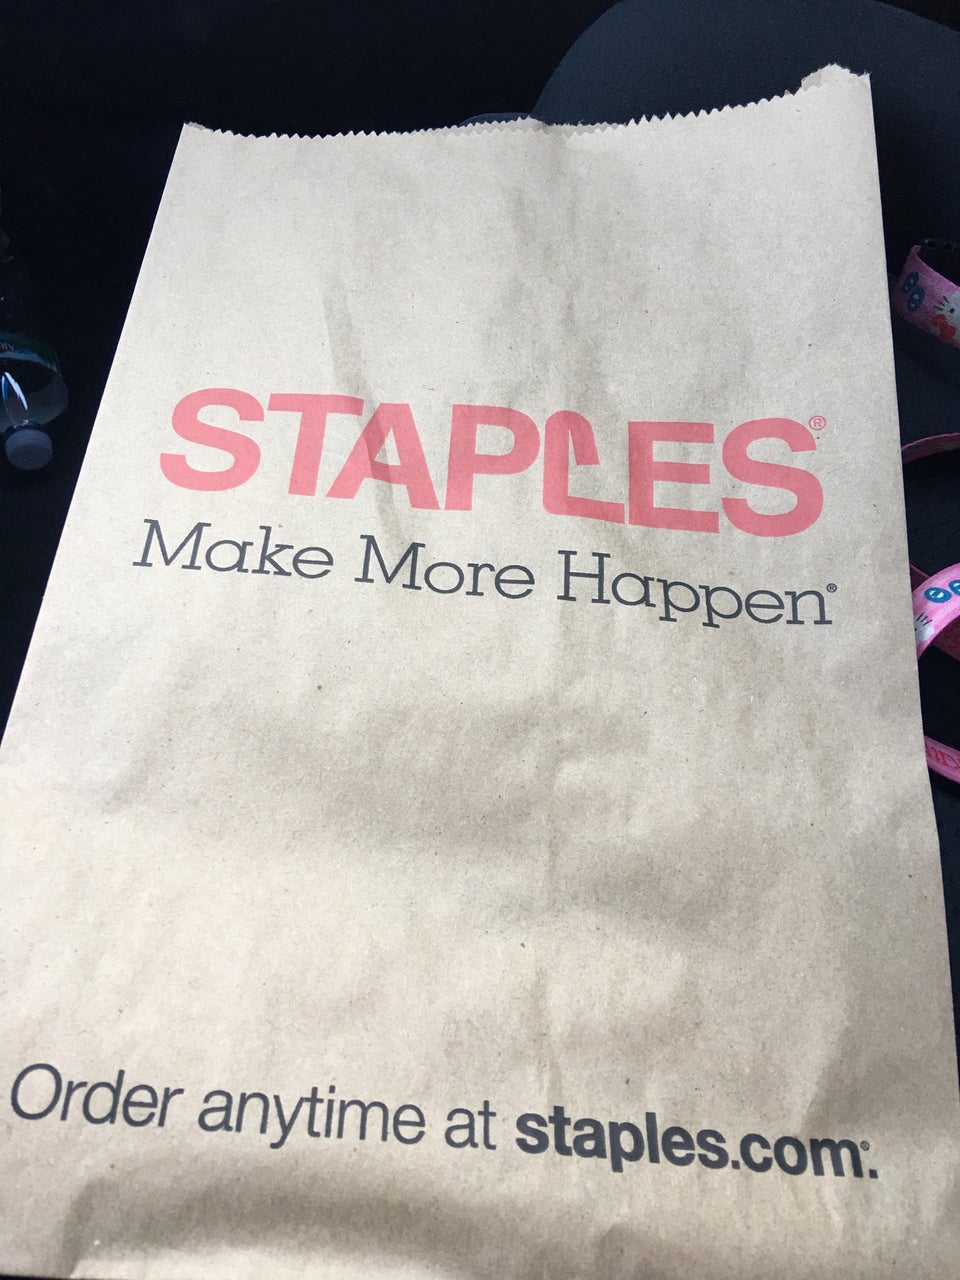 STAPLES®
Make More Happen®
Order anytime at staples.com®.